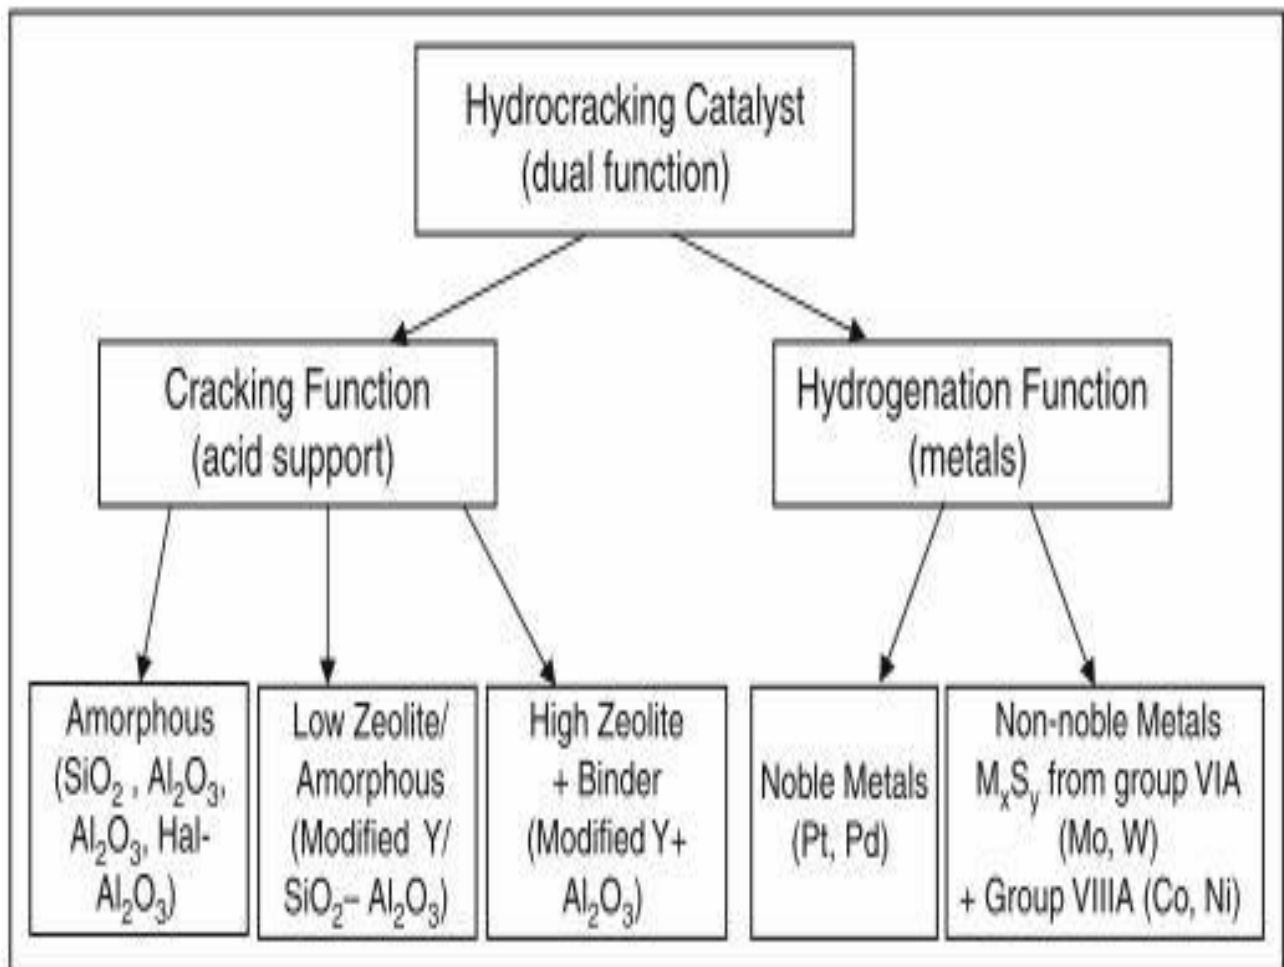 Hydrocracking Catalyst
(dual function)
Cracking Function
(acid support)
Hydrogenation Function
(metals)
Amorphous
(SiO₂ , Al₂O₃,
Al₂O₃, Hal-
Al₂O₃)
Low Zeolite/
Amorphous
(Modified Y/
SiO₂– Al₂O₃)
High Zeolite
+ Binder
(Modified Y+
Al₂O₃)
Noble Metals
(Pt, Pd)
Non-noble Metals
MₓSᵧ from group VIA
(Mo, W)
+ Group VIIIA (Co, Ni)